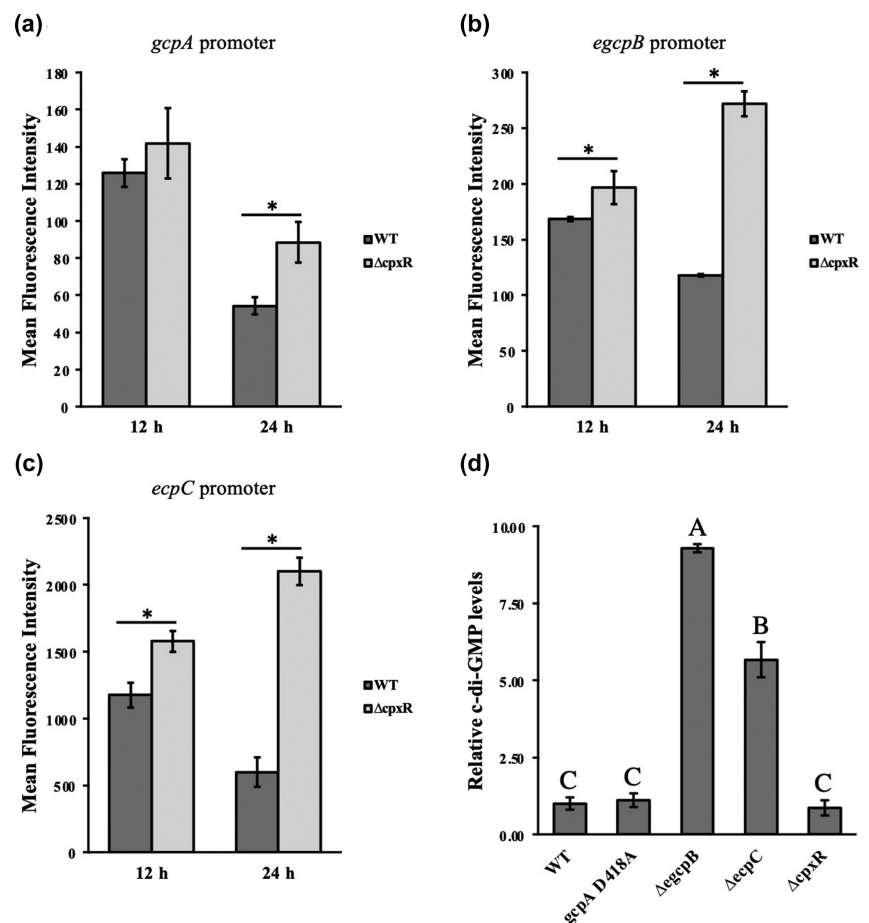 (a)
gcpA promoter
Mean Fluorescence Intensity
180
160
140
120
100
80
60
40
20
0
*
12 h
24 h
WT
ΔcpxR
(b)
egcpB promoter
Mean Fluorescence Intensity
300
250
200
150
100
50
0
*
*
12 h
24 h
WT
ΔcpxR
(c)
ecpC promoter
Mean Fluorescence Intensity
2500
2000
1500
1000
500
0
*
*
12 h
24 h
WT
ΔcpxR
(d)
Relative c-di-GMP levels
10.00
7.50
5.00
2.50
0.00
C
C
A
B
C
WT
gcpA D418A
ΔegcpB
ΔecpC
ΔcpxR